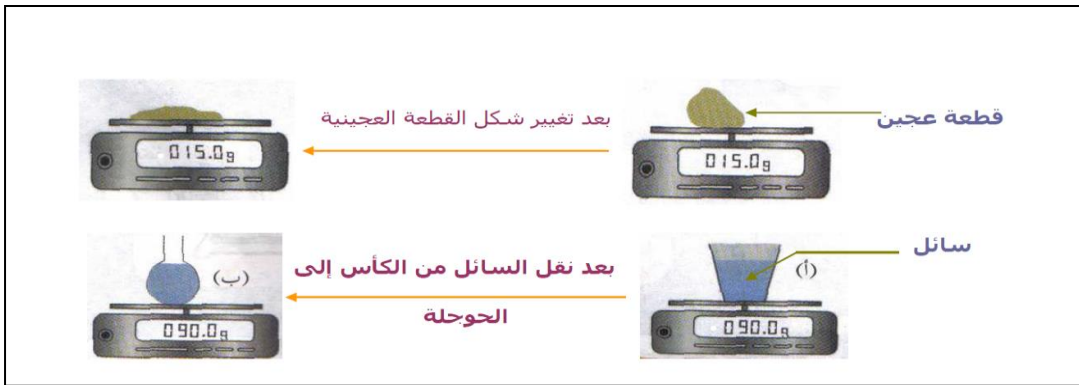 قطعة عجين
بعد تغيير شكل القطعة العجينية
015.0g
015.0g
سائل
(أ)
بعد نقل السائل من الكأس إلى
الحوجلة
(ب)
090.0g
090.0g